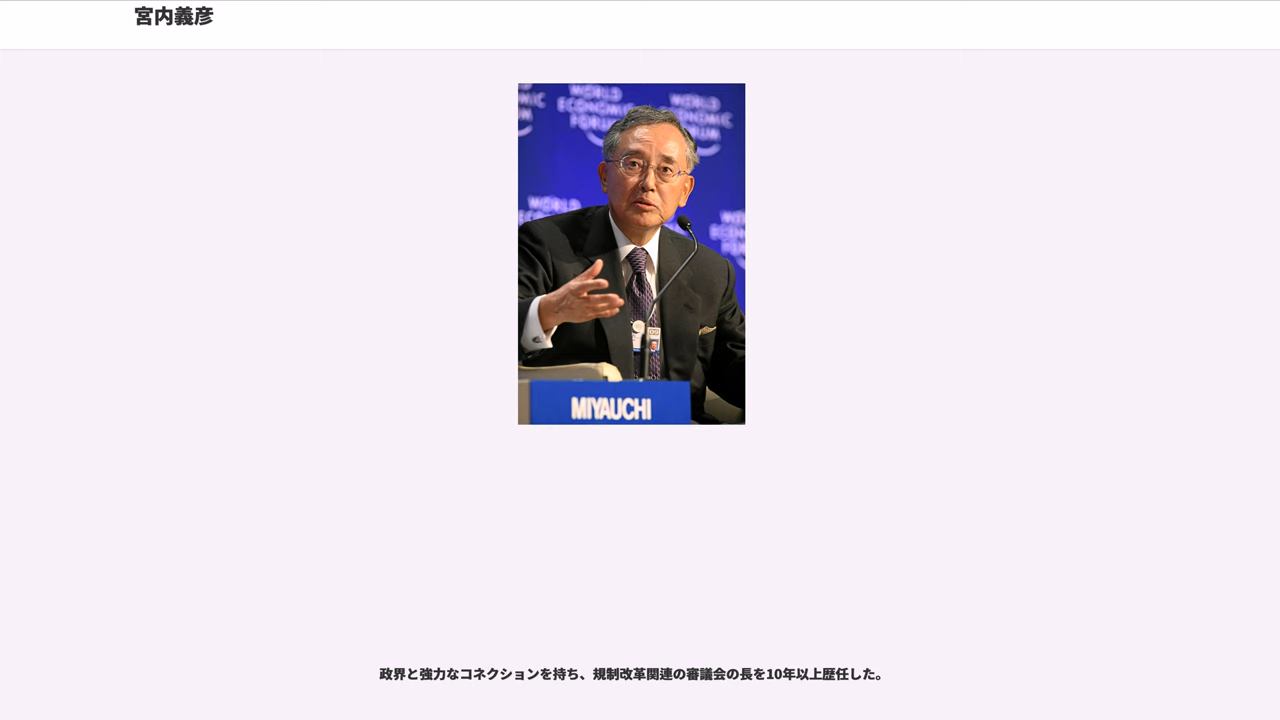 宮内義彦
WORLD
ECONOMIC
FORUM
WORLD
ECONOMIC
FORUM
WORLD
MIYAUCHI
政界と強力なコネクションを持ち、規制改革関連の審議会の長を10年以上歴任した。